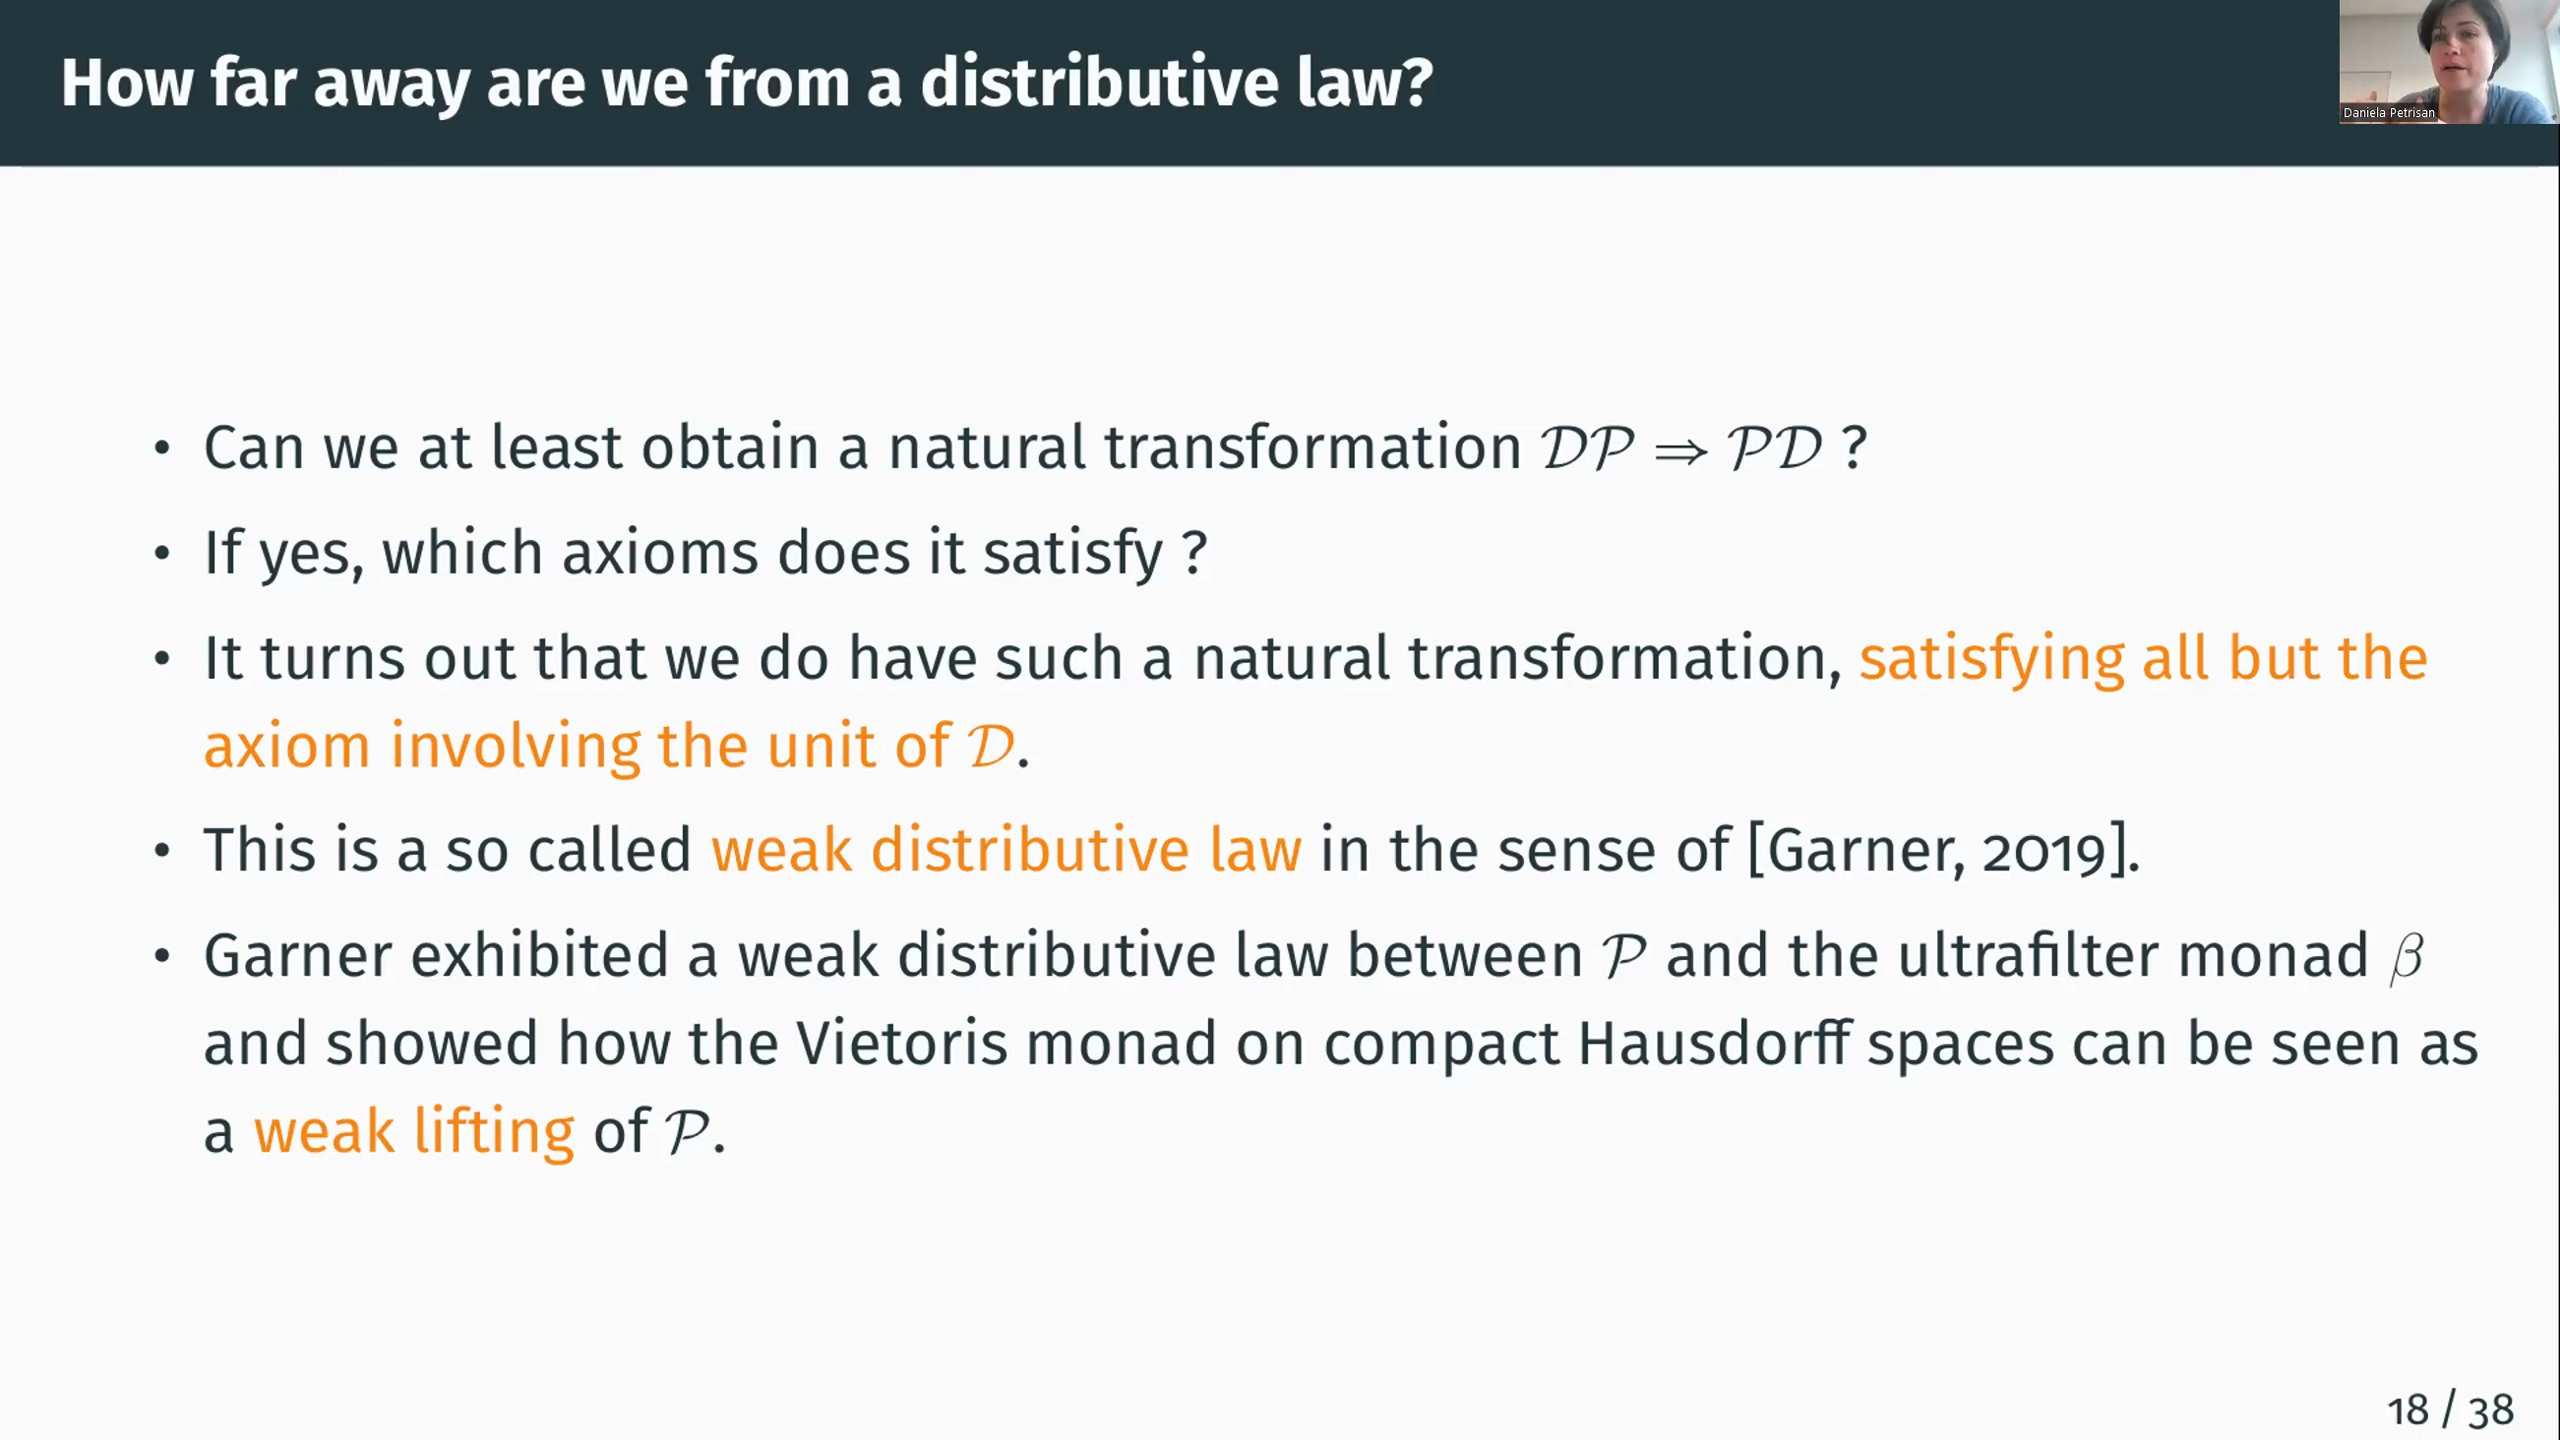 How far away are we from a distributive law?
Daniela Petrisan
• Can we at least obtain a natural transformation 𝒟𝒫 ⇒ 𝒫𝒟 ?
• If yes, which axioms does it satisfy ?
• It turns out that we do have such a natural transformation, satisfying all but the
axiom involving the unit of 𝒟.
• This is a so called weak distributive law in the sense of [Garner, 2019].
• Garner exhibited a weak distributive law between 𝒫 and the ultrafilter monad β
and showed how the Vietoris monad on compact Hausdorff spaces can be seen as
a weak lifting of 𝒫.
18 / 38